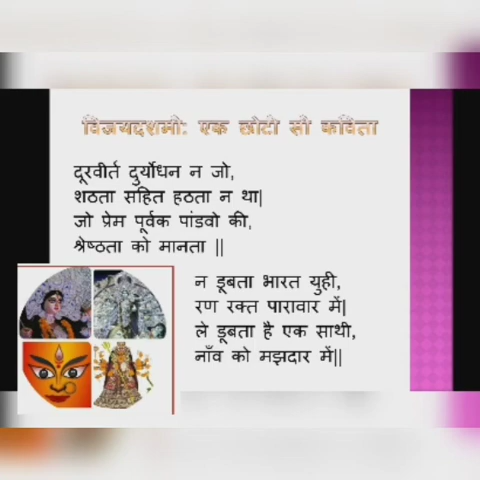 विजयदशमी: एक छोटी सी कविता
दूरवीर्त दुर्योधन न जो,
शठता सहित हठता न था|
जो प्रेम पूर्वक पांडवो की,
श्रेष्ठता को मानता ||
न डूबता भारत युही,
रण रक्त पारावार में|
ले डूबता है एक साथी,
नाँव को मझदार में||